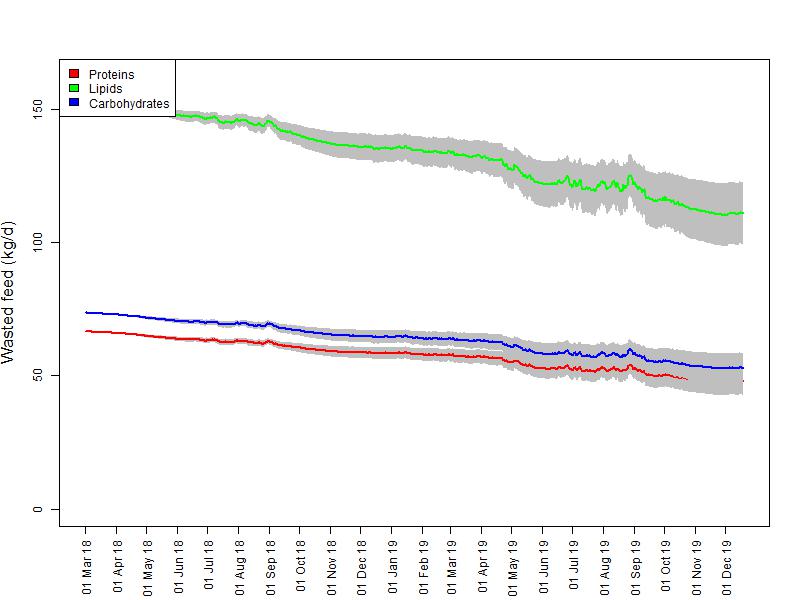 Proteins
Lipids
Carbohydrates
Wasted feed (kg/d)
150
100
50
0
01 Mar 18
01 Apr 18
01 May 18
01 Jun 18
01 Jul 18
01 Aug 18
01 Sep 18
01 Oct 18
01 Nov 18
01 Dec 18
01 Jan 19
01 Feb 19
01 Mar 19
01 Apr 19
01 May 19
01 Jun 19
01 Jul 19
01 Aug 19
01 Sep 19
01 Oct 19
01 Nov 19
01 Dec 19